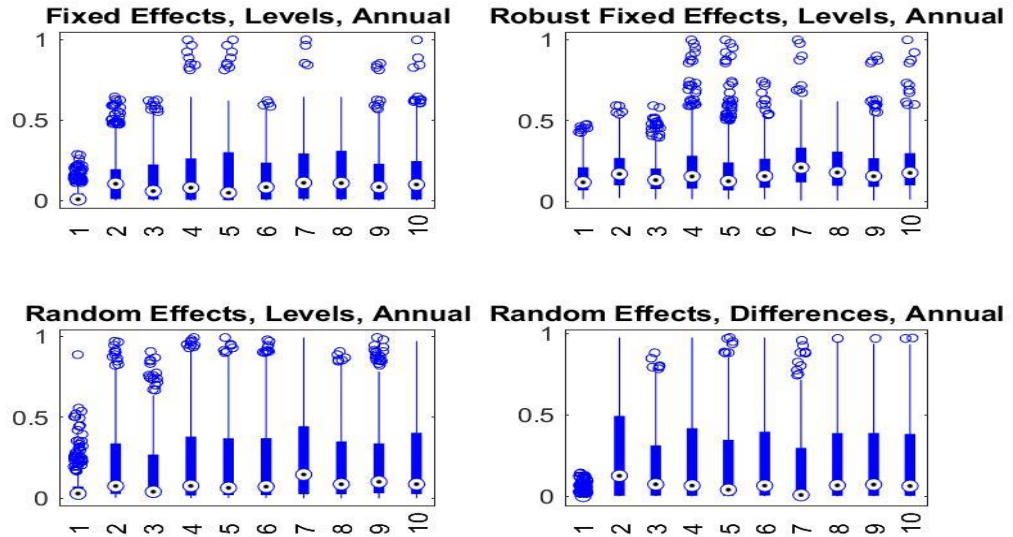 Fixed Effects, Levels, Annual
1
0.5
0
1 2 3 4 5 6 7 8 9 10
Robust Fixed Effects, Levels, Annual
1
0.5
0
1 2 3 4 5 6 7 8 9 10
Random Effects, Levels, Annual
1
0.5
0
1 2 3 4 5 6 7 8 9 10
Random Effects, Differences, Annual
1
0.5
0
1 2 3 4 5 6 7 8 9 10